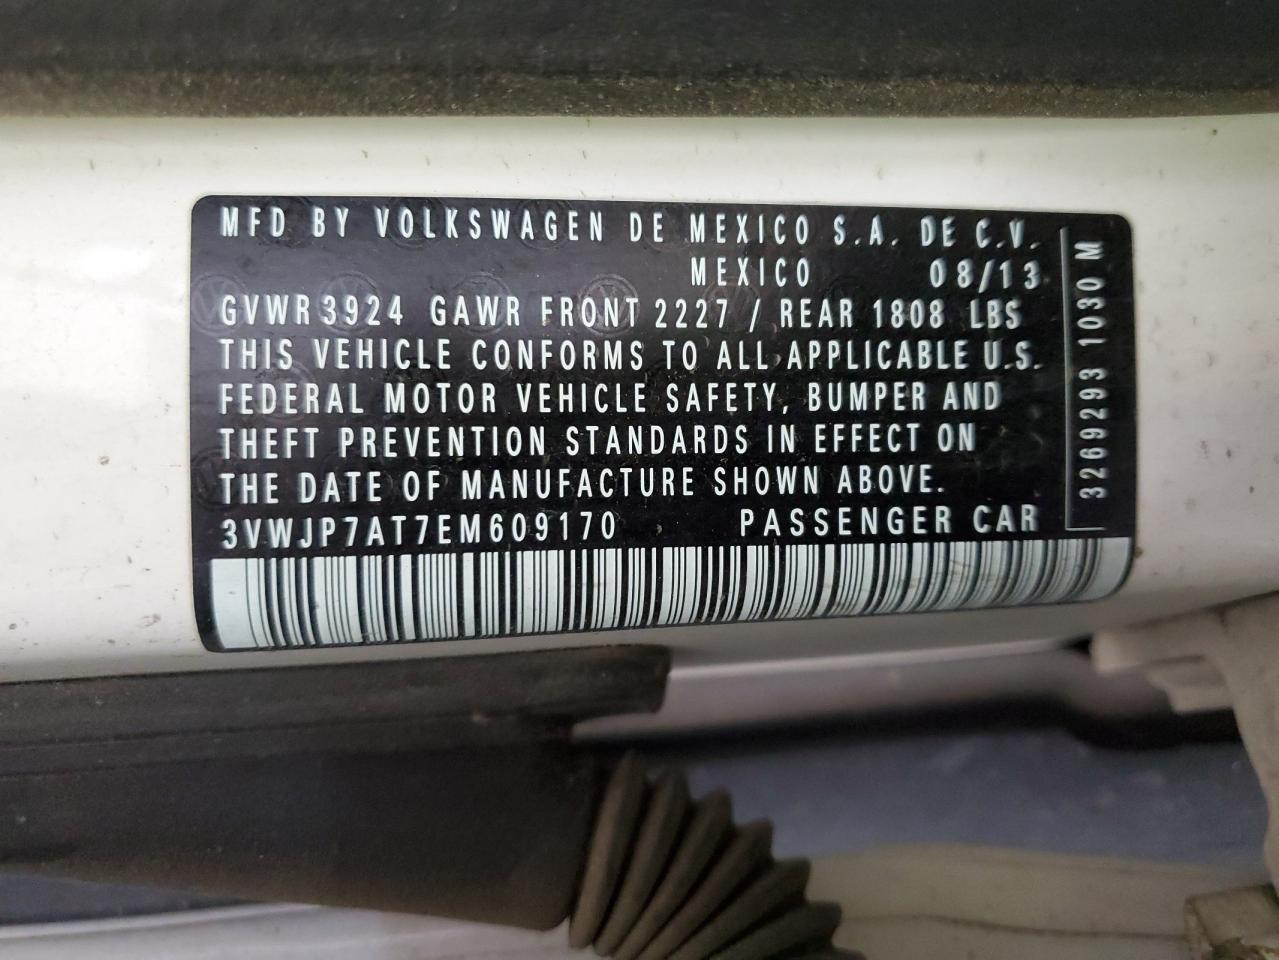 MFD BY VOLKSWAGEN DE MEXICO S.A. DE C.V.
MEXICO 08/13
GVWR 3924 GAWR FRONT 2227 / REAR 1808 LBS
THIS VEHICLE CONFORMS TO ALL APPLICABLE U.S.
FEDERAL MOTOR VEHICLE SAFETY, BUMPER AND
THEFT PREVENTION STANDARDS IN EFFECT ON
THE DATE OF MANUFACTURE SHOWN ABOVE.
3VWJP7AT7EM609170 PASSENGER CAR
3269293 1030 M